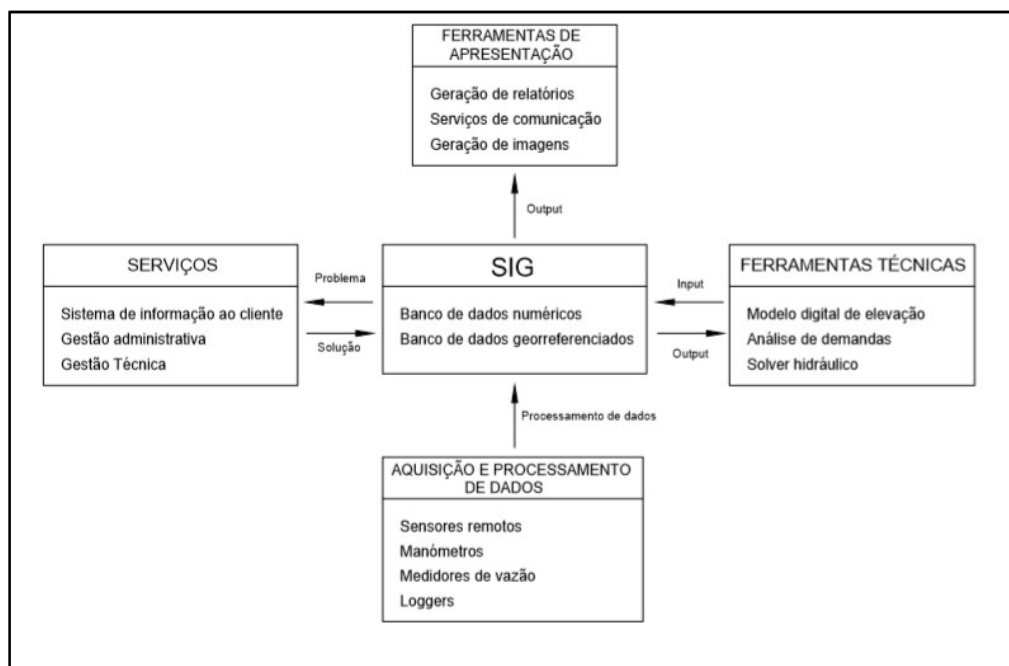 FERRAMENTAS DE
APRESENTAÇÃO
Geração de relatórios
Serviços de comunicação
Geração de imagens
Output
SERVIÇOS
Sistema de informação ao cliente
Gestão administrativa
Gestão Técnica
Problema
Solução
SIG
Banco de dados numéricos
Banco de dados georreferenciados
Input
Output
FERRAMENTAS TÉCNICAS
Modelo digital de elevação
Análise de demandas
Solver hidráulico
Processamento de dados
AQUISIÇÃO E PROCESSAMENTO
DE DADOS
Sensores remotos
Manómetros
Medidores de vazão
Loggers